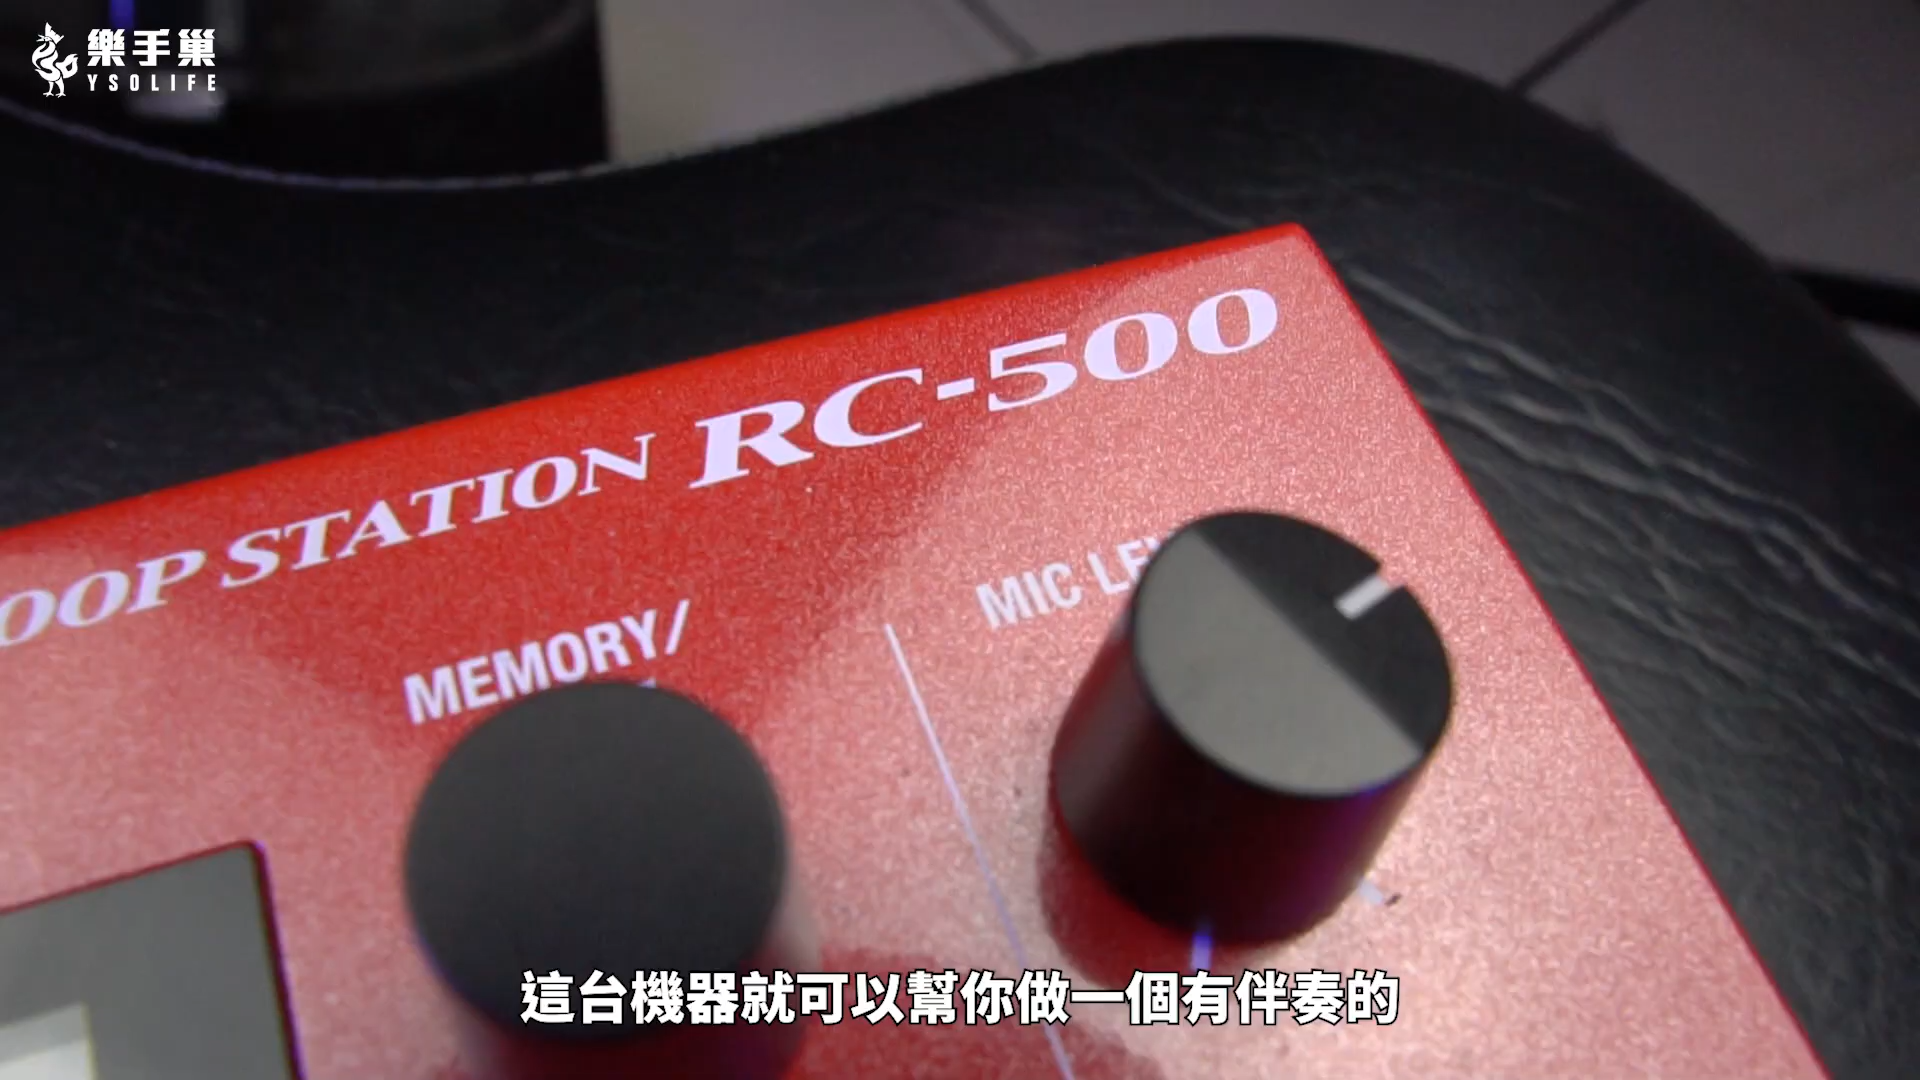 樂手巢
YSOLIFE
OOP STATION RC-500
MIC LE
MEMORY/
這台機器就可以幫你做一個有伴奏的